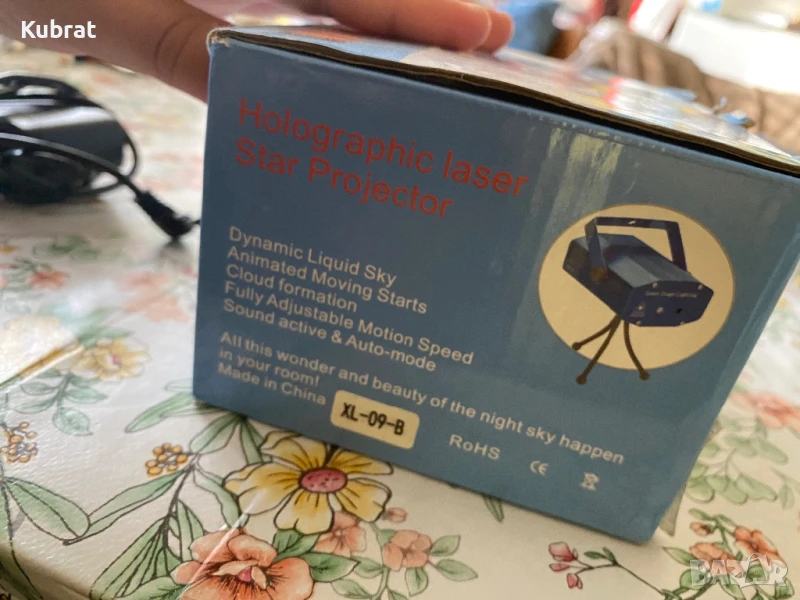 Kubrat
Holographic laser
Star Projector
Dynamic Liquid Sky
Animated Moving Starts
Cloud formation
Fully Adjustable Motion Speed
Sound active & Auto-mode
All this wonder and beauty of the night sky happen
in your room!
Made in China
XL-09-B
RoHS
CE
BAZAR